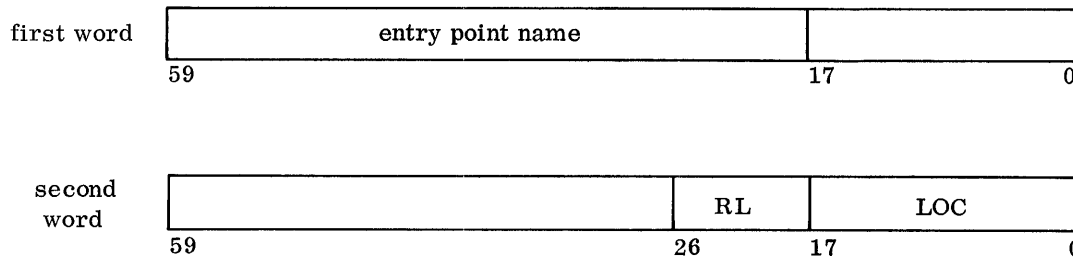 first word
entry point name
59 17 0
second
word
RL LOC
59 26 17 0